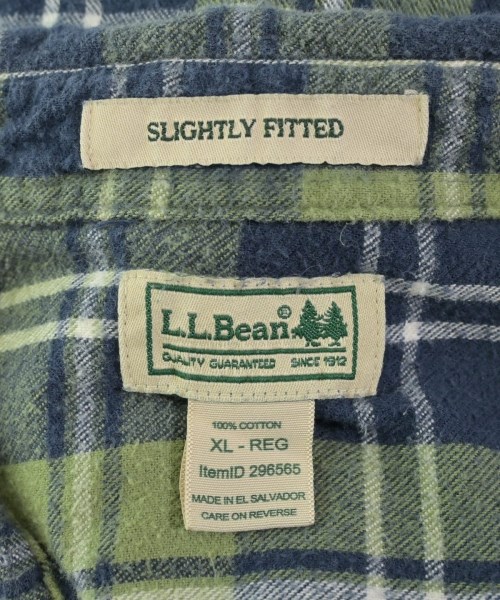 SLIGHTLY FITTED
L.L.Bean®
QUALITY GUARANTEED SINCE 1912
100% COTTON
XL - REG
ItemID 296565
MADE IN EL SALVADOR
CARE ON REVERSE